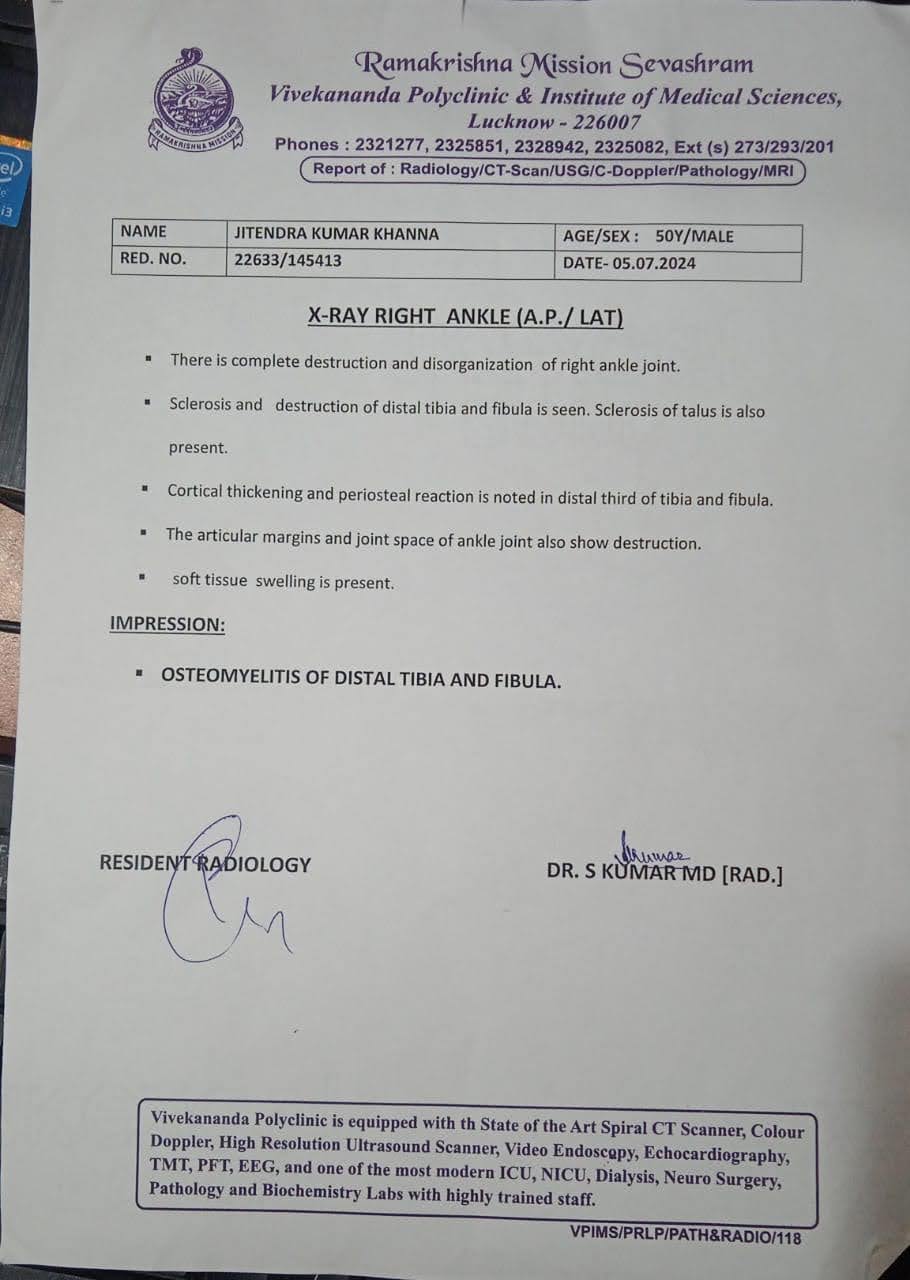 Ramakrishna Mission Sevashram
Vivekananda Polyclinic & Institute of Medical Sciences,
Lucknow - 226007
Phones : 2321277, 2325851, 2328942, 2325082, Ext (s) 273/293/201
Report of : Radiology/CT-Scan/USG/C-Doppler/Pathology/MRI
RAMAKRISHNA MISSION
NAME JITENDRA KUMAR KHANNA AGE/SEX : 50Y/MALE
RED. NO. 22633/145413 DATE- 05.07.2024
X-RAY RIGHT ANKLE (A.P./ LAT)
▪ There is complete destruction and disorganization of right ankle joint.
▪ Sclerosis and destruction of distal tibia and fibula is seen. Sclerosis of talus is also
present.
▪ Cortical thickening and periosteal reaction is noted in distal third of tibia and fibula.
▪ The articular margins and joint space of ankle joint also show destruction.
▪ soft tissue swelling is present.
IMPRESSION:
▪ OSTEOMYELITIS OF DISTAL TIBIA AND FIBULA.
RESIDENT RADIOLOGY
DR. S KUMAR MD [RAD.]
Vivekananda Polyclinic is equipped with th State of the Art Spiral CT Scanner, Colour
Doppler, High Resolution Ultrasound Scanner, Video Endoscopy, Echocardiography,
TMT, PFT, EEG, and one of the most modern ICU, NICU, Dialysis, Neuro Surgery,
Pathology and Biochemistry Labs with highly trained staff.
VPIMS/PRLP/PATH&RADIO/118
i3